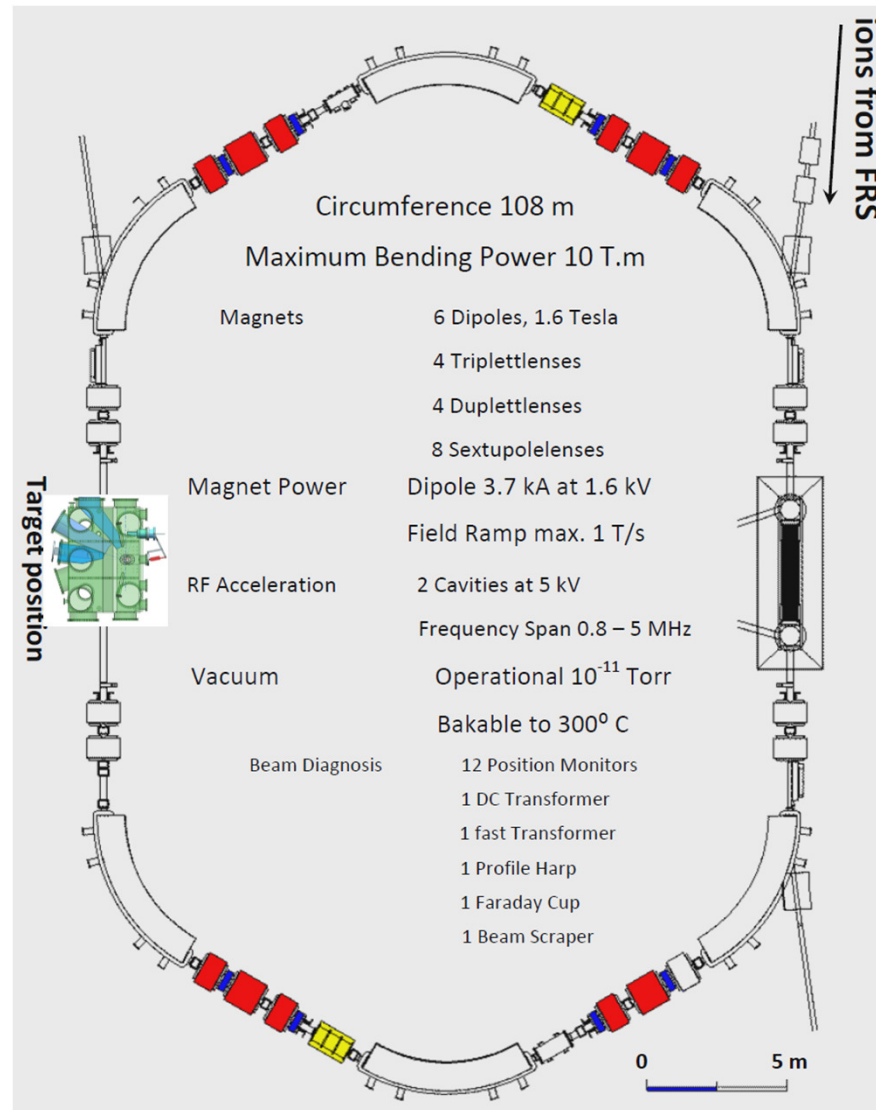 ions from FRS
Circumference 108 m
Maximum Bending Power 10 T.m
Magnets 6 Dipoles, 1.6 Tesla
4 Triplettlenses
4 Duplettlenses
8 Sextupolelenses
Magnet Power Dipole 3.7 kA at 1.6 kV
Field Ramp max. 1 T/s
Target position
RF Acceleration 2 Cavities at 5 kV
Frequency Span 0.8 – 5 MHz
Vacuum Operational 10⁻¹¹ Torr
Bakable to 300⁰ C
Beam Diagnosis 12 Position Monitors
1 DC Transformer
1 fast Transformer
1 Profile Harp
1 Faraday Cup
1 Beam Scraper
0 5 m